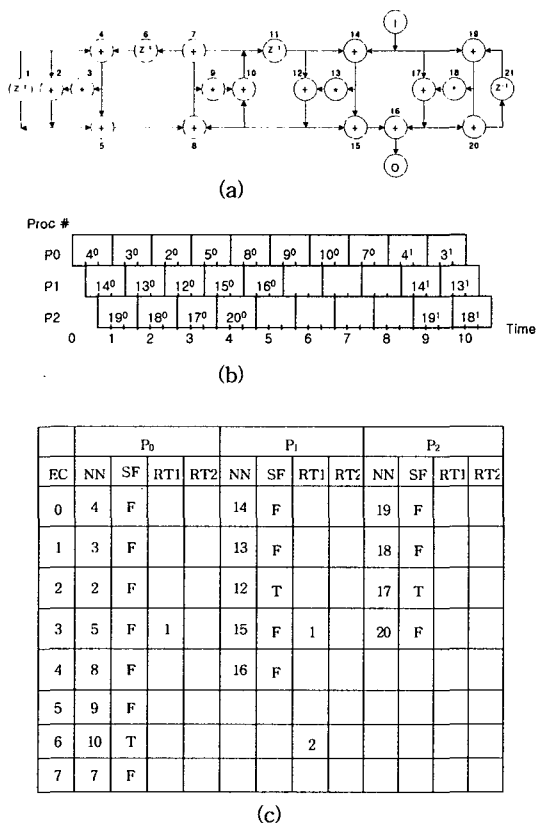 4 6 7 11 14 I 19
Z⁻¹ + Z⁻¹ + +
1 2 3 9 10 12 13 17 18 21
(Z⁻¹) + * * + + * + * Z⁻¹
16
+ + + + +
5 8 15 O 20
(a)
Proc #
P0 4⁰ 3⁰ 2⁰ 5⁰ 8⁰ 9⁰ 10⁰ 7⁰ 4¹ 3¹
P1 14⁰ 13⁰ 12⁰ 15⁰ 16⁰ 14¹ 13¹
P2 19⁰ 18⁰ 17⁰ 20⁰ 19¹ 18¹
0 1 2 3 4 5 6 7 8 9 10 Time
(b)
P₀ P₁ P₂
EC NN SF RT1 RT2 NN SF RT1 RT2 NN SF RT1 RT2
0 4 F 14 F 19 F
1 3 F 13 F 18 F
2 2 F 12 T 17 T
3 5 F 1 15 F 1 20 F
4 8 F 16 F
5 9 F
6 10 T 2
7 7 F
(c)